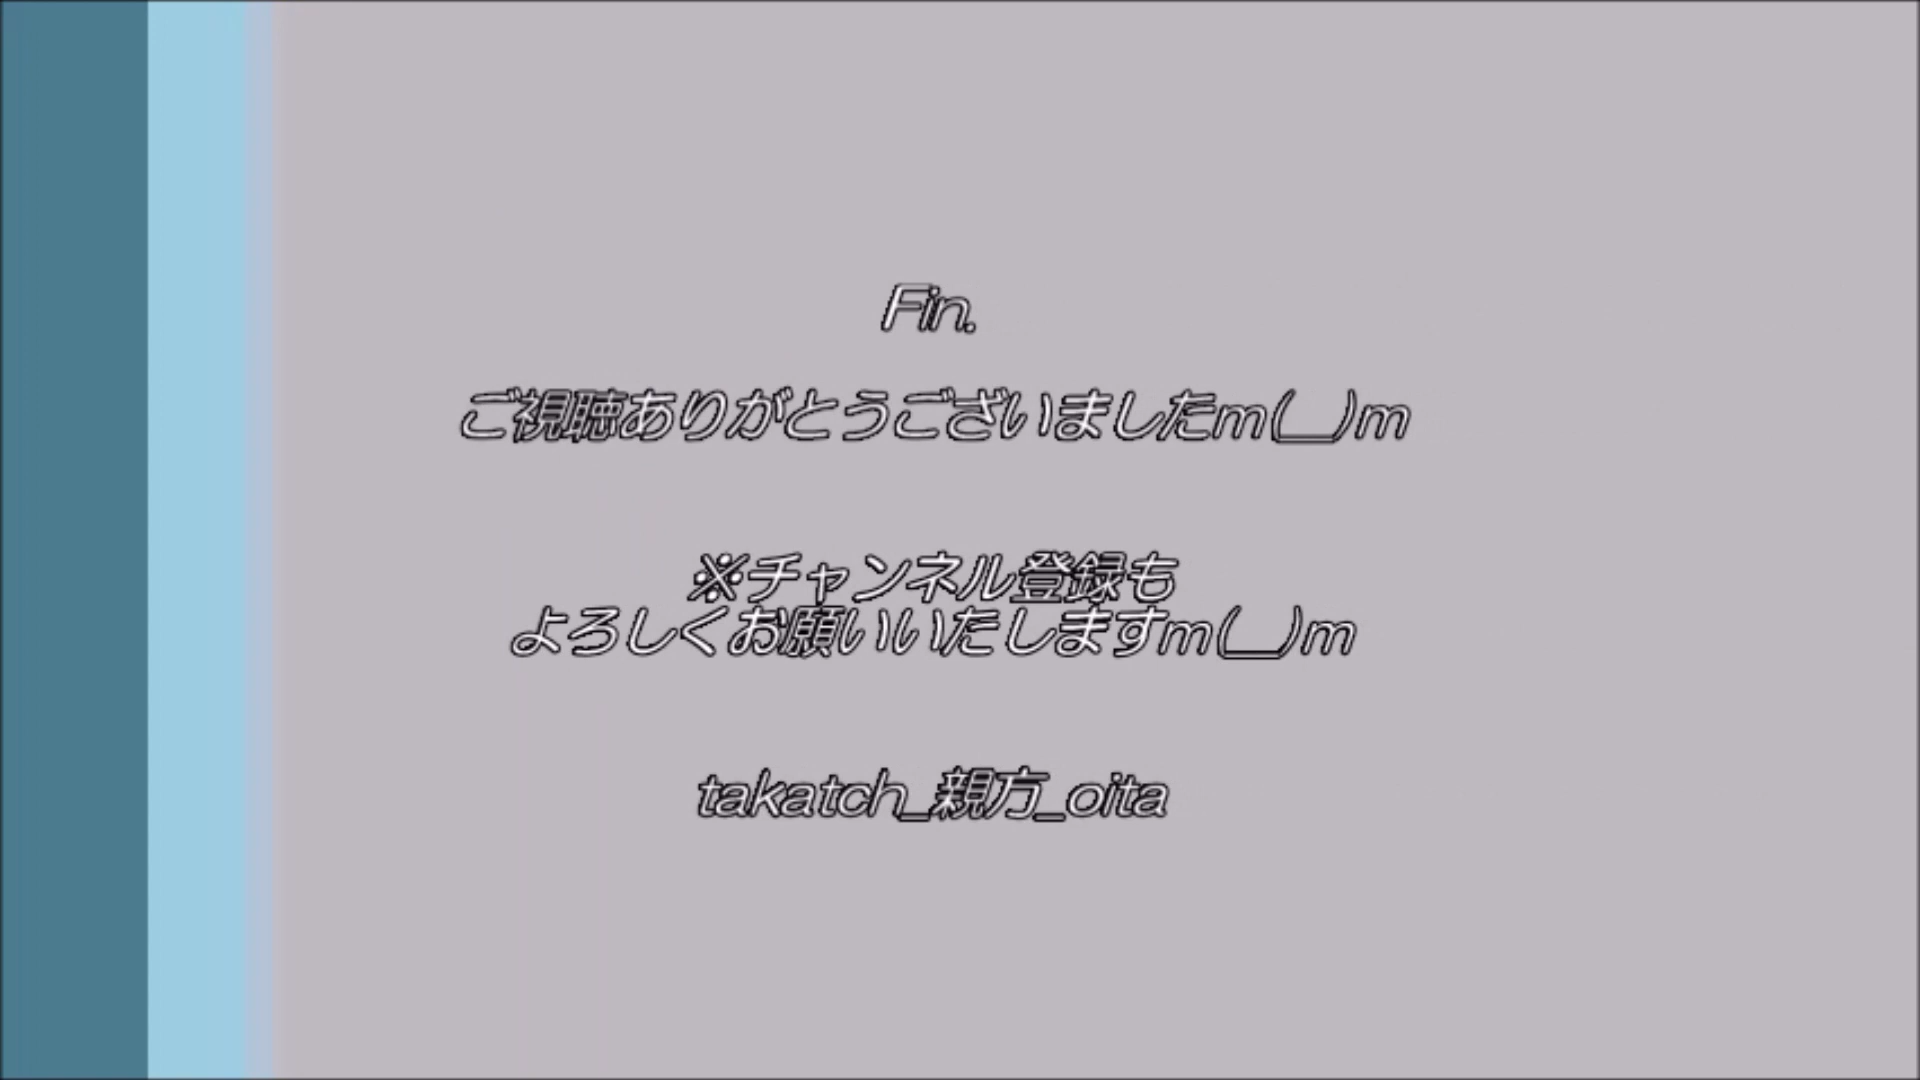 Fin.
ご視聴ありがとうございましたm(__)m
※チャンネル登録も
よろしくお願いいたしますm(__)m
takatch_親方_oita